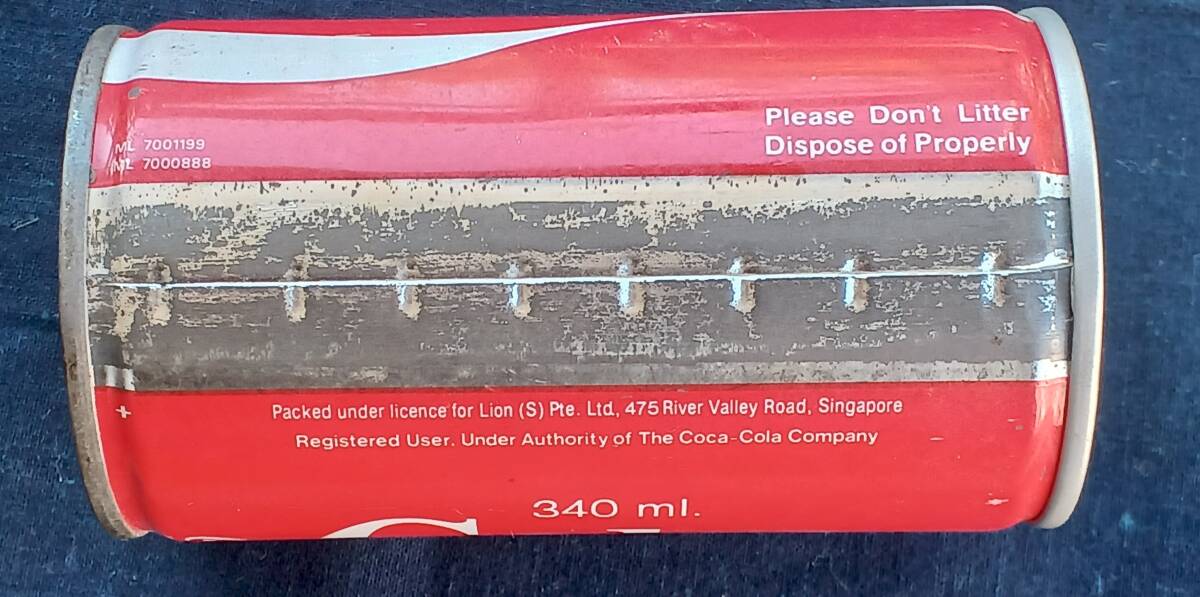 Please Don't Litter
Dispose of Properly
ML 7001199
ML 7000888
Packed under licence for Lion (S) Pte. Ltd, 475 River Valley Road, Singapore
Registered User. Under Authority of The Coca-Cola Company
340 ml.